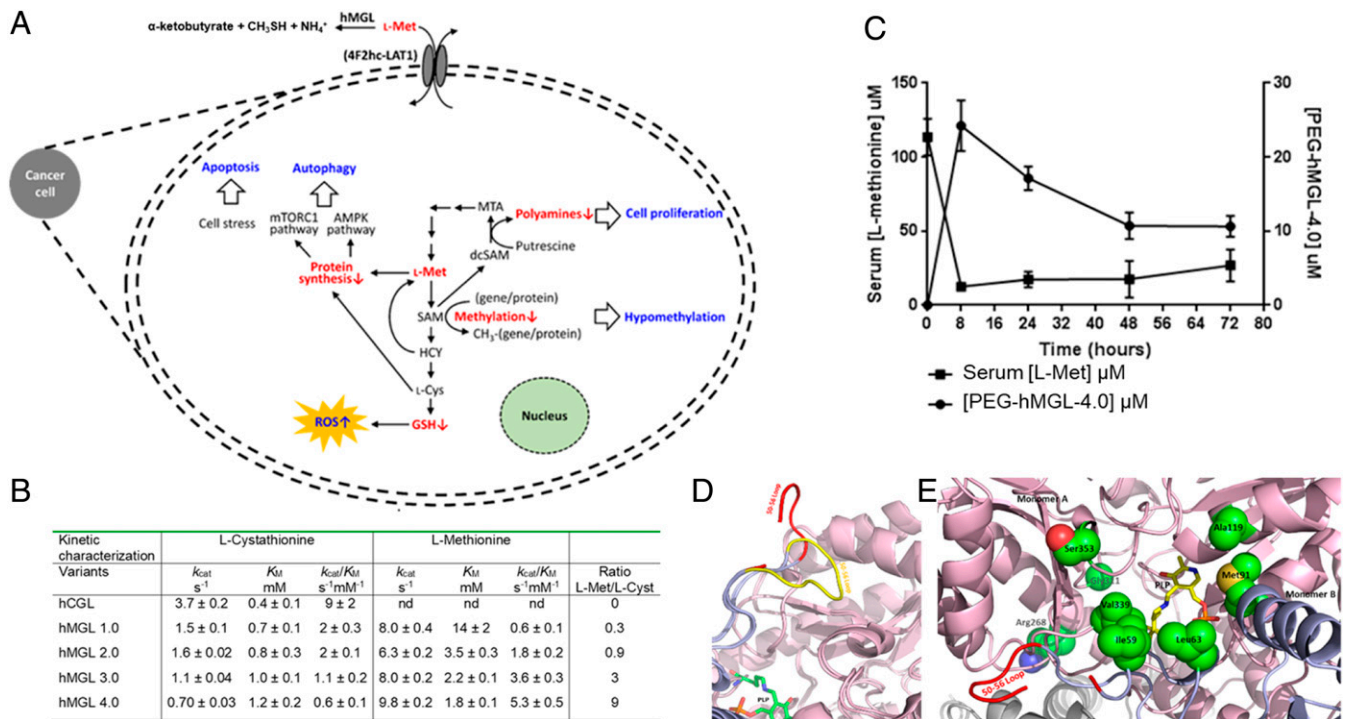 A
α-ketobutyrate + CH₃SH + NH₄⁺
hMGL
L-Met
(4F2hc-LAT1)
Cancer
cell
Apoptosis
Autophagy
Cell stress
mTORC1
pathway
AMPK
pathway
Protein
synthesis↓
L-Met
MTA
Polyamines↓
Cell proliferation
Putrescine
dcSAM
SAM
(gene/protein)
Methylation↓
CH₃-(gene/protein)
Hypomethylation
HCY
L-Cys
GSH↓
ROS↑
Nucleus
B
Kinetic characterization L-Cystathionine L-Methionine
Variants kcat s⁻¹ KM mM kcat/KM s⁻¹mM⁻¹ kcat s⁻¹ KM mM kcat/KM s⁻¹mM⁻¹ Ratio L-Met/L-Cyst
hCGL 3.7 ± 0.2 0.4 ± 0.1 9 ± 2 nd nd nd 0
hMGL 1.0 1.5 ± 0.1 0.7 ± 0.1 2 ± 0.3 8.0 ± 0.4 14 ± 2 0.6 ± 0.1 0.3
hMGL 2.0 1.6 ± 0.02 0.8 ± 0.3 2 ± 0.1 6.3 ± 0.2 3.5 ± 0.3 1.8 ± 0.2 0.9
hMGL 3.0 1.1 ± 0.04 1.0 ± 0.1 1.1 ± 0.2 8.0 ± 0.2 2.2 ± 0.1 3.6 ± 0.3 3
hMGL 4.0 0.70 ± 0.03 1.2 ± 0.2 0.6 ± 0.1 9.8 ± 0.2 1.8 ± 0.1 5.3 ± 0.5 9
C
Serum [L-methionine] uM
150
100
50
0
[PEG-hMGL-4.0] uM
30
20
10
0
0 8 16 24 32 40 48 56 64 72 80
Time (hours)
Serum [L-Met] µM
[PEG-hMGL-4.0] µM
D
50-56 Loop
PLP
E
Monomer A
Ser353
Ala119
PLP
Met91
Monomer B
Val339
Arg268
Ile59
Leu63
50-56 Loop